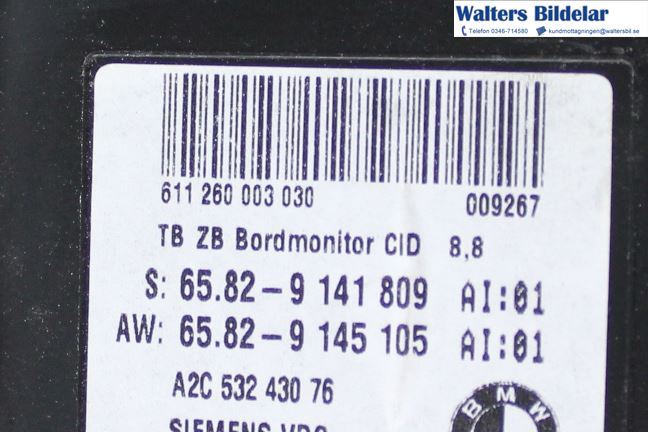 Walters Bildelar
Telefon 0346-714580 kundmottagningen@waltersbil.se
611 260 003 030 009267
TB ZB Bordmonitor CID 8,8
S: 65.82-9 141 809 AI:01
AW: 65.82-9 145 105 AI:01
A2C 532 430 76
SIEMENS VDO
BMW